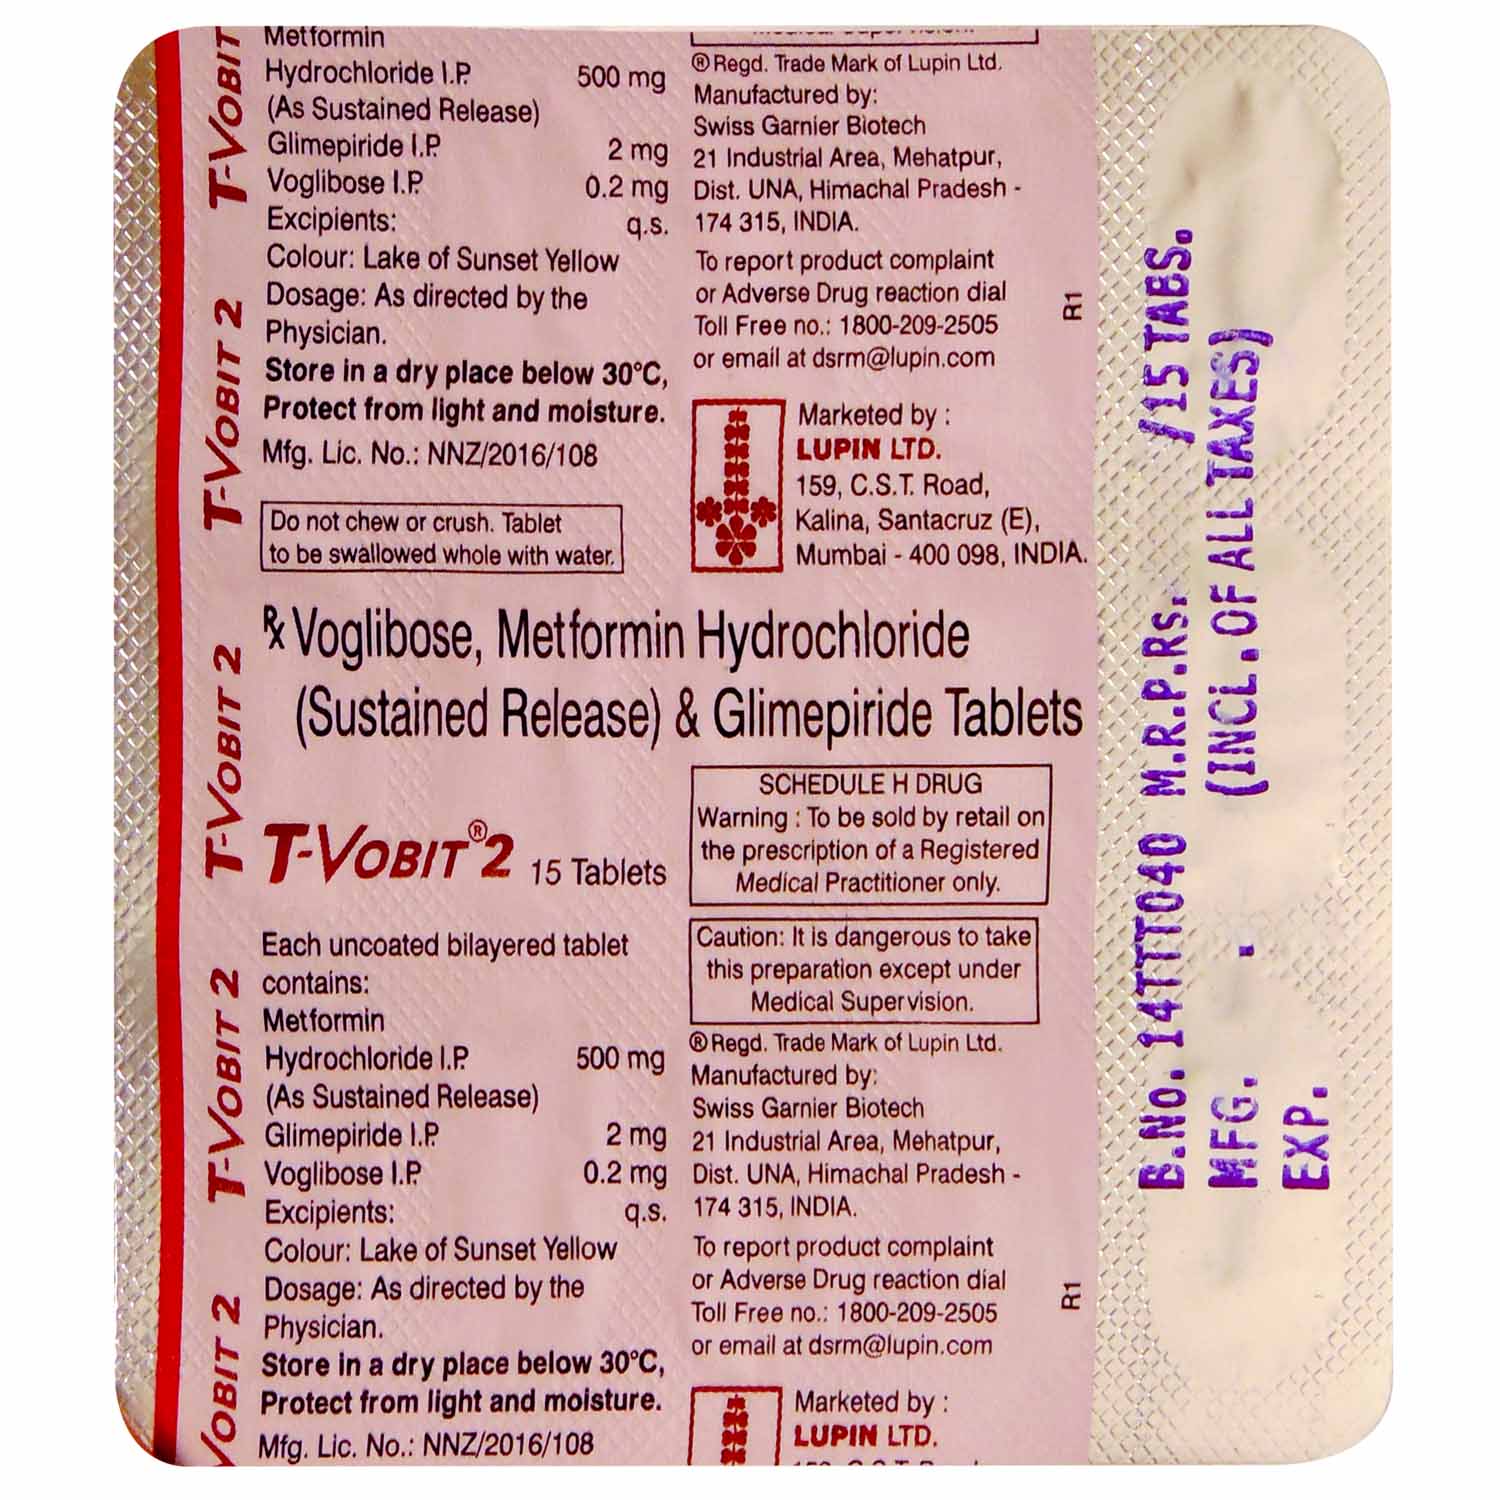 Metformin
Hydrochloride I.P. 500 mg
(As Sustained Release)
Glimepiride I.P. 2 mg
Voglibose I.P. 0.2 mg
Excipients: q.s.
Colour: Lake of Sunset Yellow
Dosage: As directed by the
Physician.
Store in a dry place below 30°C,
Protect from light and moisture.
Mfg. Lic. No.: NNZ/2016/108
Do not chew or crush. Tablet
to be swallowed whole with water.
® Regd. Trade Mark of Lupin Ltd.
Manufactured by:
Swiss Garnier Biotech
21 Industrial Area, Mehatpur,
Dist. UNA, Himachal Pradesh -
174 315, INDIA.
To report product complaint
or Adverse Drug reaction dial
Toll Free no.: 1800-209-2505
or email at dsrm@lupin.com
R1
Marketed by :
LUPIN LTD.
159, C.S.T. Road,
Kalina, Santacruz (E),
Mumbai - 400 098, INDIA.
℞ Voglibose, Metformin Hydrochloride
(Sustained Release) & Glimepiride Tablets
T-VOBIT® 2 15 Tablets
Each uncoated bilayered tablet
contains:
Metformin
Hydrochloride I.P. 500 mg
(As Sustained Release)
Glimepiride I.P. 2 mg
Voglibose I.P. 0.2 mg
Excipients: q.s.
Colour: Lake of Sunset Yellow
Dosage: As directed by the
Physician.
Store in a dry place below 30°C,
Protect from light and moisture.
Mfg. Lic. No.: NNZ/2016/108
SCHEDULE H DRUG
Warning : To be sold by retail on
the prescription of a Registered
Medical Practitioner only.
Caution: It is dangerous to take
this preparation except under
Medical Supervision.
® Regd. Trade Mark of Lupin Ltd.
Manufactured by:
Swiss Garnier Biotech
21 Industrial Area, Mehatpur,
Dist. UNA, Himachal Pradesh -
174 315, INDIA.
To report product complaint
or Adverse Drug reaction dial
Toll Free no.: 1800-209-2505
or email at dsrm@lupin.com
R1
Marketed by :
LUPIN LTD.
T-VOBIT
T-VOBIT 2
T-VOBIT 2
T-VOBIT 2
VOBIT 2
B.No. 14TTT040 M.R.P.Rs. /15 TABS.
MFG. . (INCL.OF ALL TAXES)
EXP.